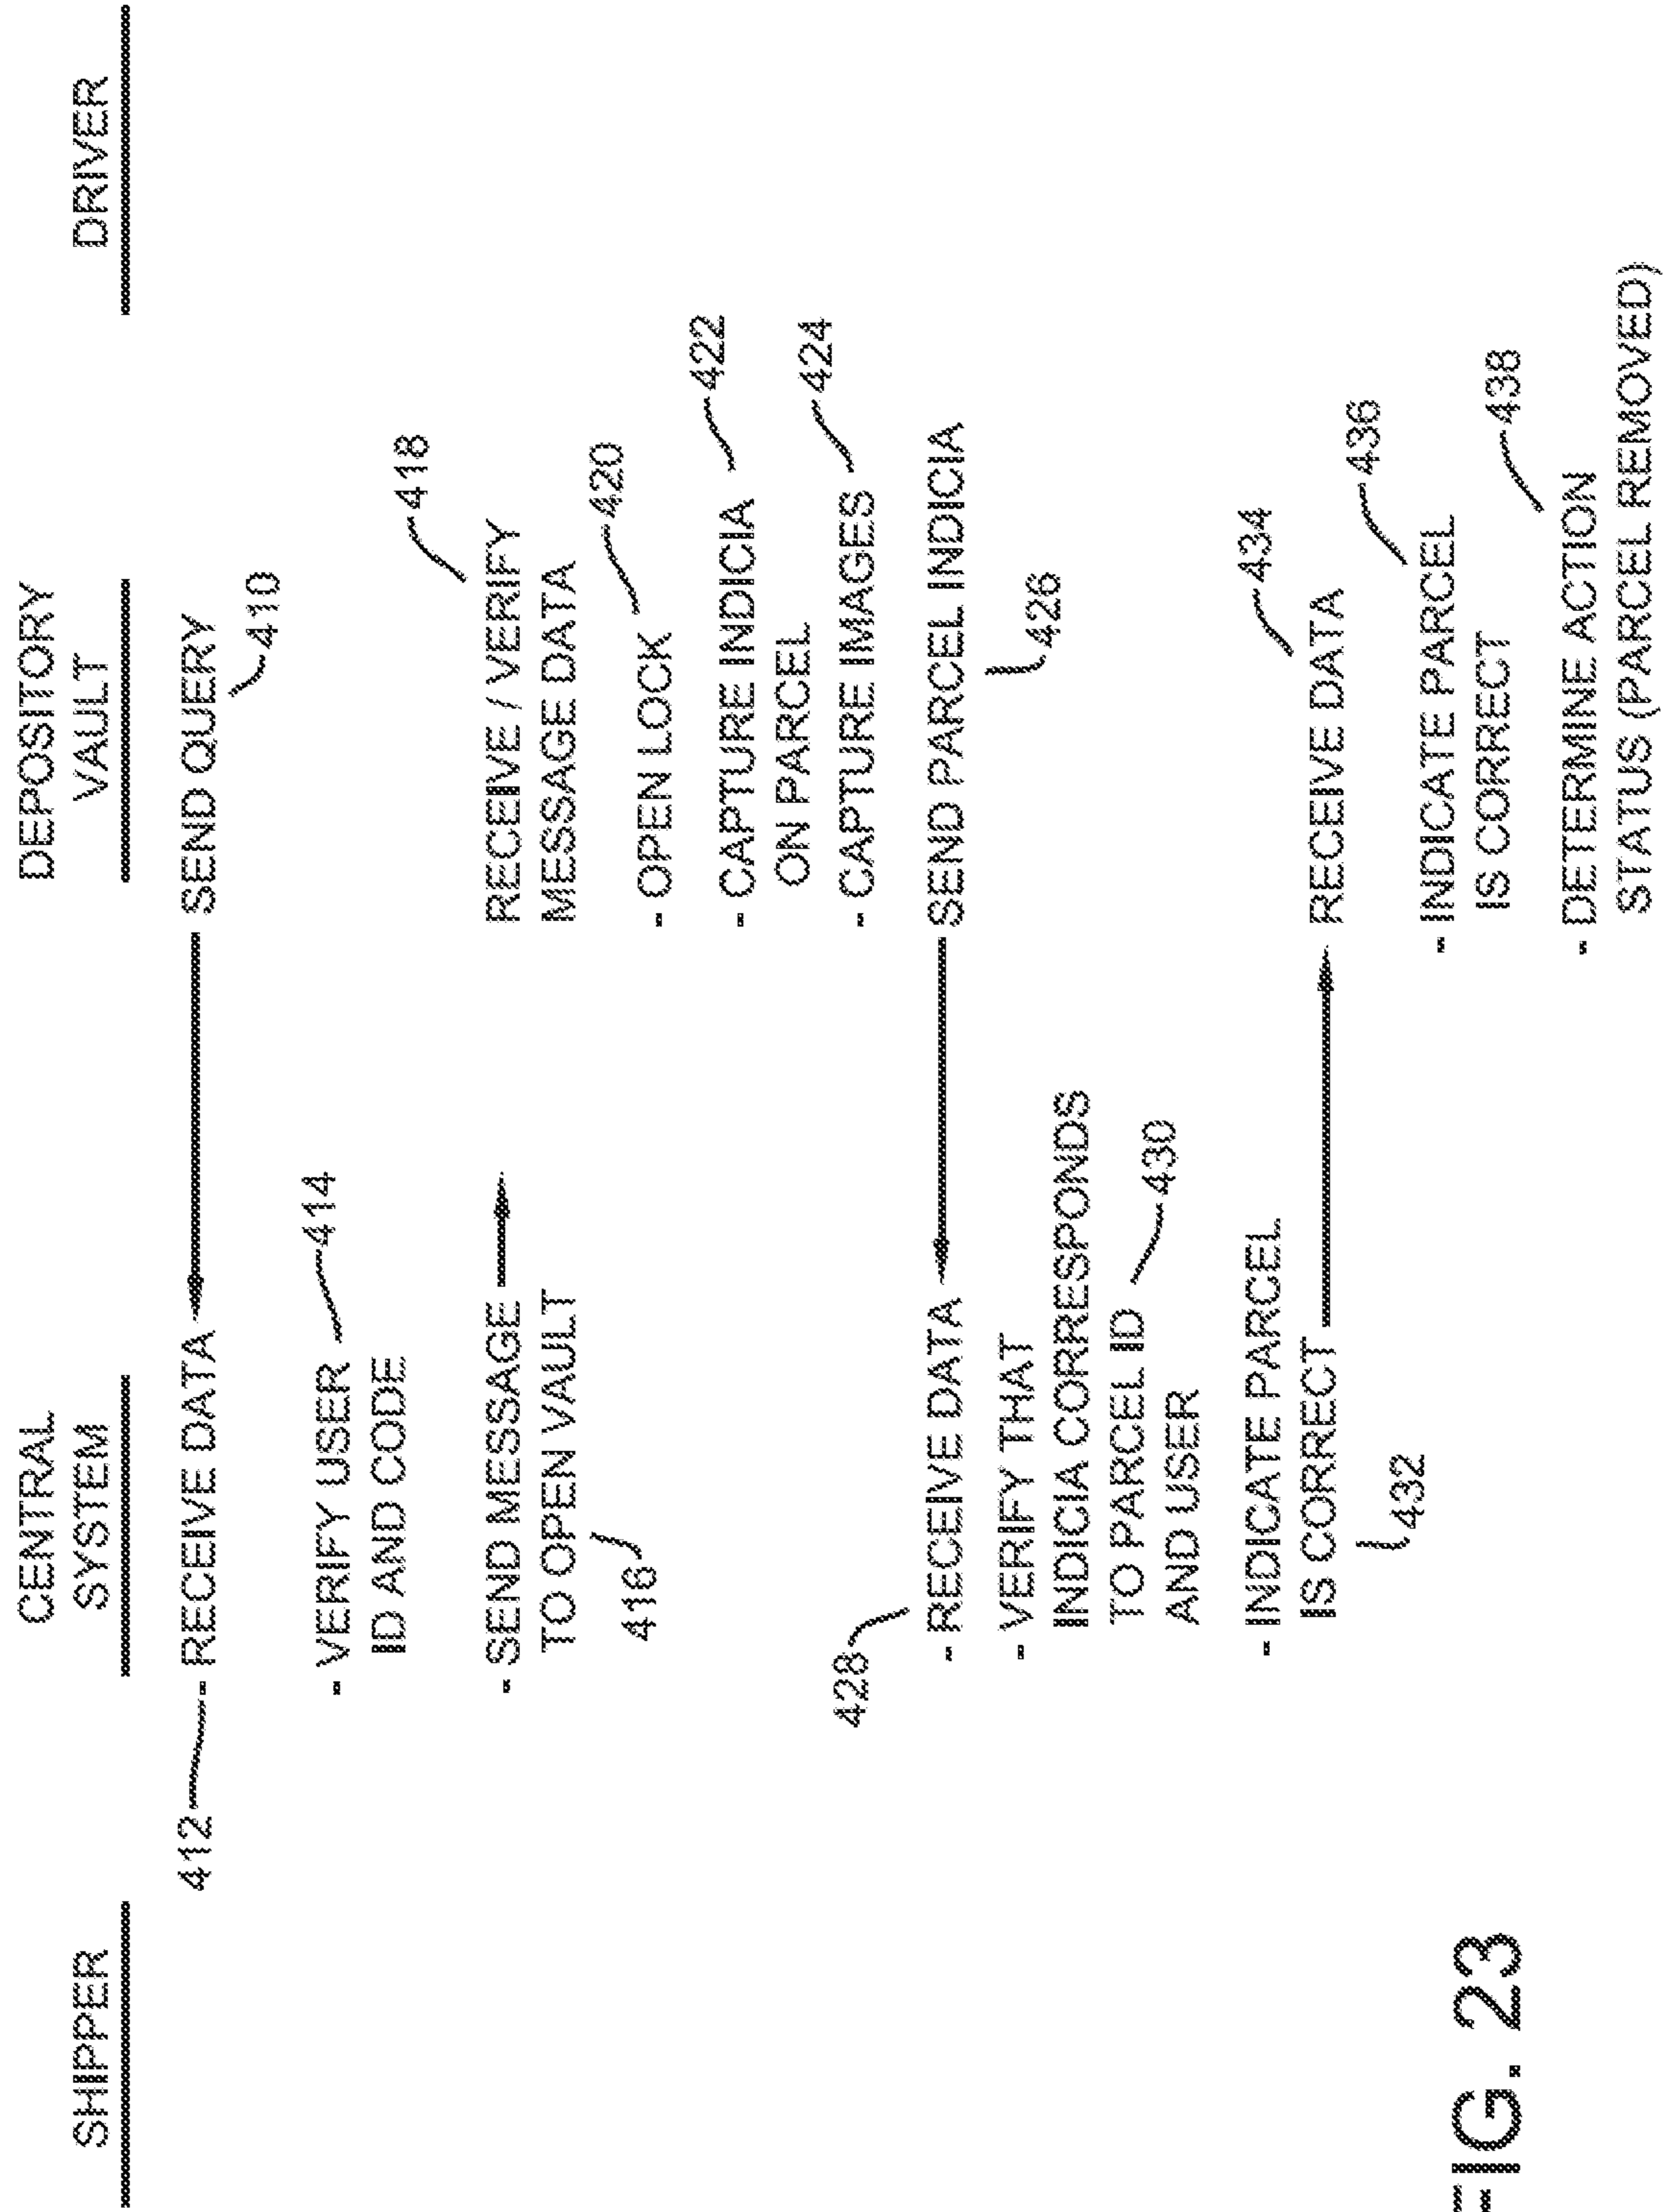 SHIPPER
CENTRAL
SYSTEM
DEPOSITORY
VAULT
DRIVER
412
- RECEIVE DATA
SEND QUERY
410
- VERIFY USER
ID AND CODE
414
- SEND MESSAGE
TO OPEN VAULT
416
RECEIVE / VERIFY
MESSAGE DATA
418
- OPEN LOCK
420
- CAPTURE INDICIA
ON PARCEL
422
- CAPTURE IMAGES
424
428
- RECEIVE DATA
SEND PARCEL INDICIA
426
- VERIFY THAT
INDICIA CORRESPONDS
TO PARCEL ID
AND USER
430
- INDICATE PARCEL
IS CORRECT
432
RECEIVE DATA
434
- INDICATE PARCEL
IS CORRECT
436
- DETERMINE ACTION
STATUS (PARCEL REMOVED)
438
FIG. 23